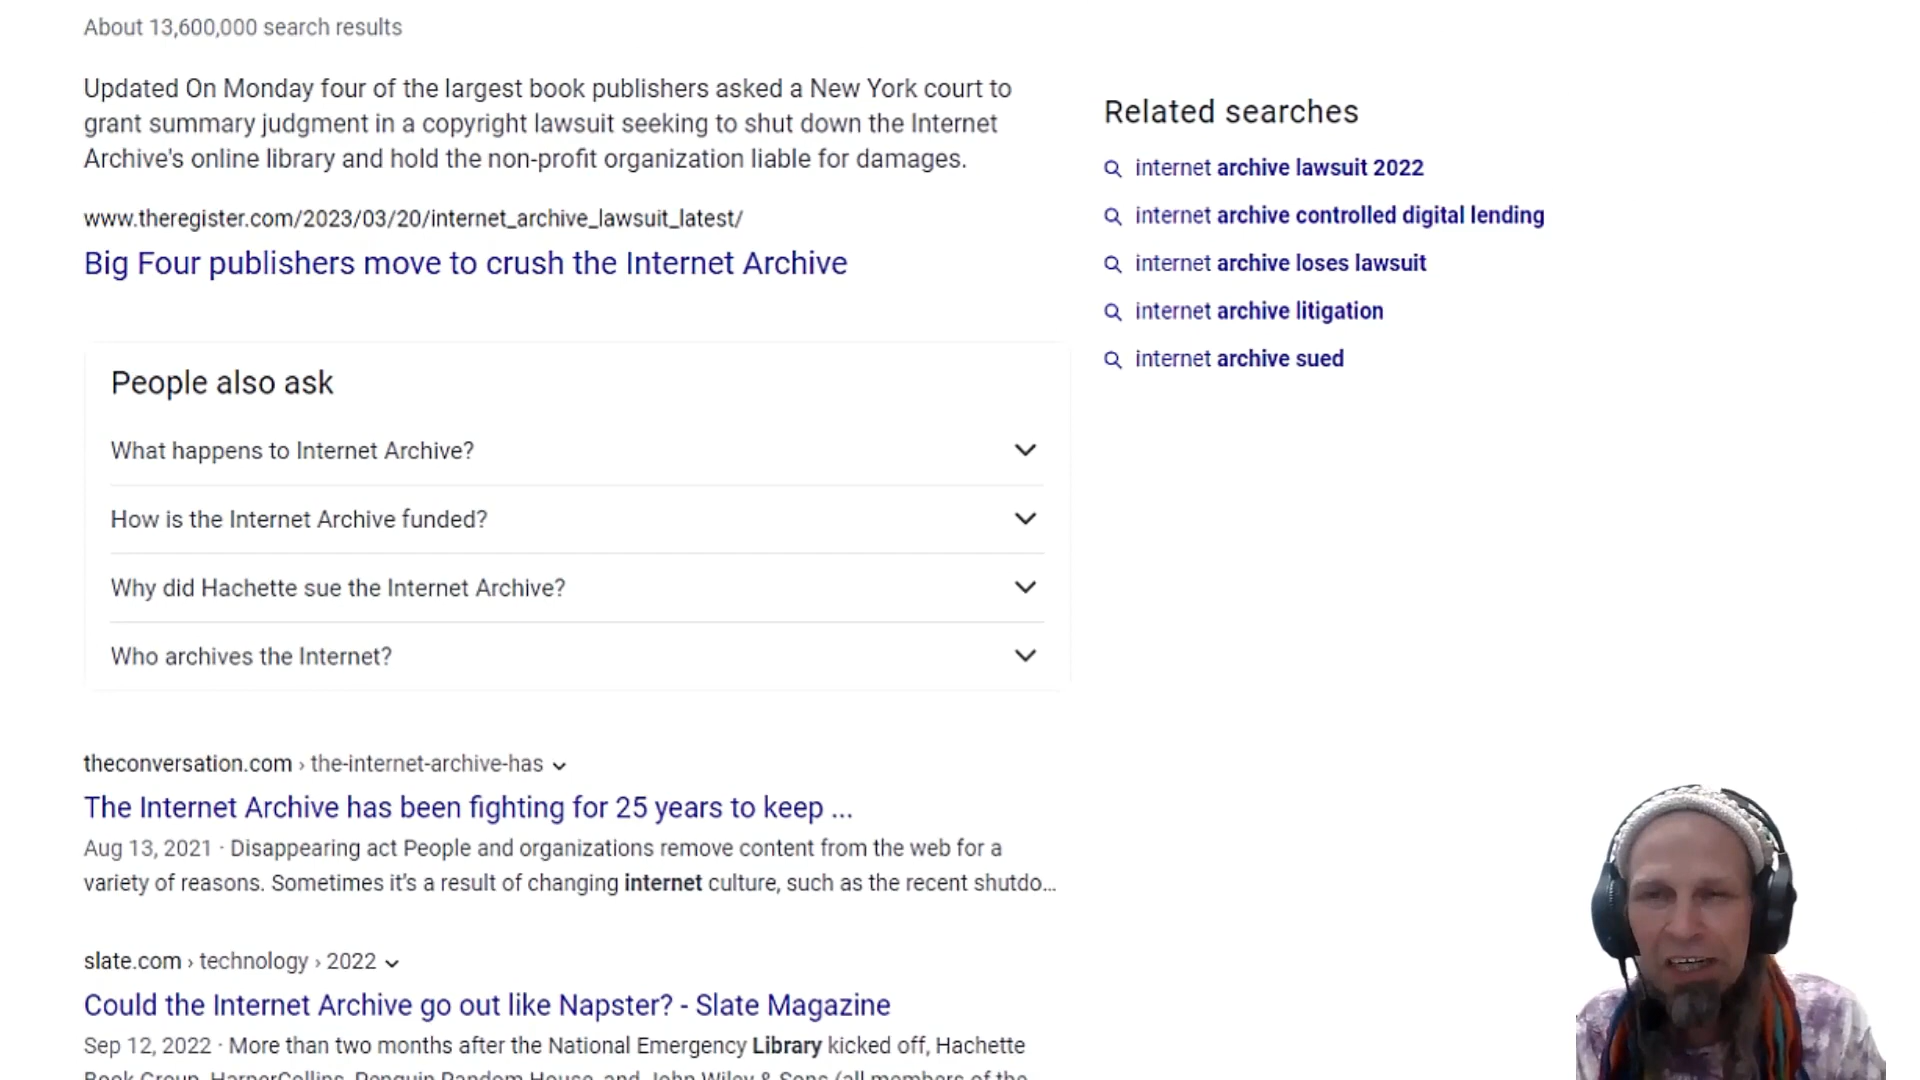 About 13,600,000 search results
Updated On Monday four of the largest book publishers asked a New York court to
grant summary judgment in a copyright lawsuit seeking to shut down the Internet
Archive's online library and hold the non-profit organization liable for damages.
www.theregister.com/2023/03/20/internet_archive_lawsuit_latest/
Big Four publishers move to crush the Internet Archive
People also ask
What happens to Internet Archive?
How is the Internet Archive funded?
Why did Hachette sue the Internet Archive?
Who archives the Internet?
theconversation.com › the-internet-archive-has
The Internet Archive has been fighting for 25 years to keep ...
Aug 13, 2021 · Disappearing act People and organizations remove content from the web for a
variety of reasons. Sometimes it's a result of changing internet culture, such as the recent shutdo...
slate.com › technology › 2022
Could the Internet Archive go out like Napster? - Slate Magazine
Sep 12, 2022 · More than two months after the National Emergency Library kicked off, Hachette
Book Group, HarperCollins, Penguin Random House, and John Wiley & Sons (all members of the
Related searches
internet archive lawsuit 2022
internet archive controlled digital lending
internet archive loses lawsuit
internet archive litigation
internet archive sued